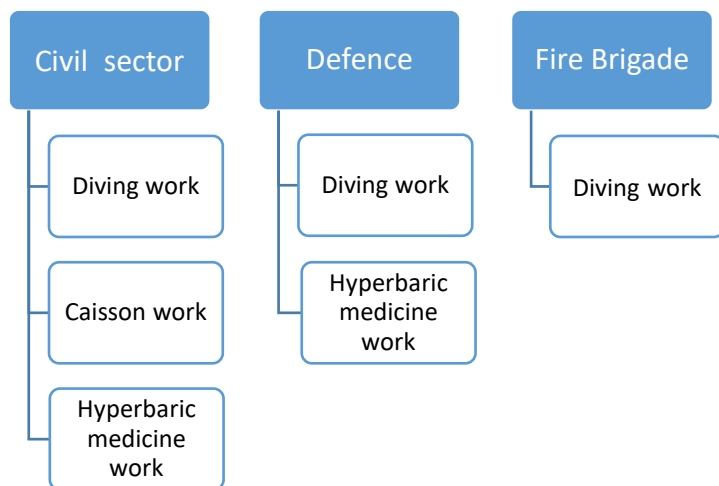 Civil sector
Diving work
Caisson work
Hyperbaric
medicine
work
Defence
Diving work
Hyperbaric
medicine
work
Fire Brigade
Diving work